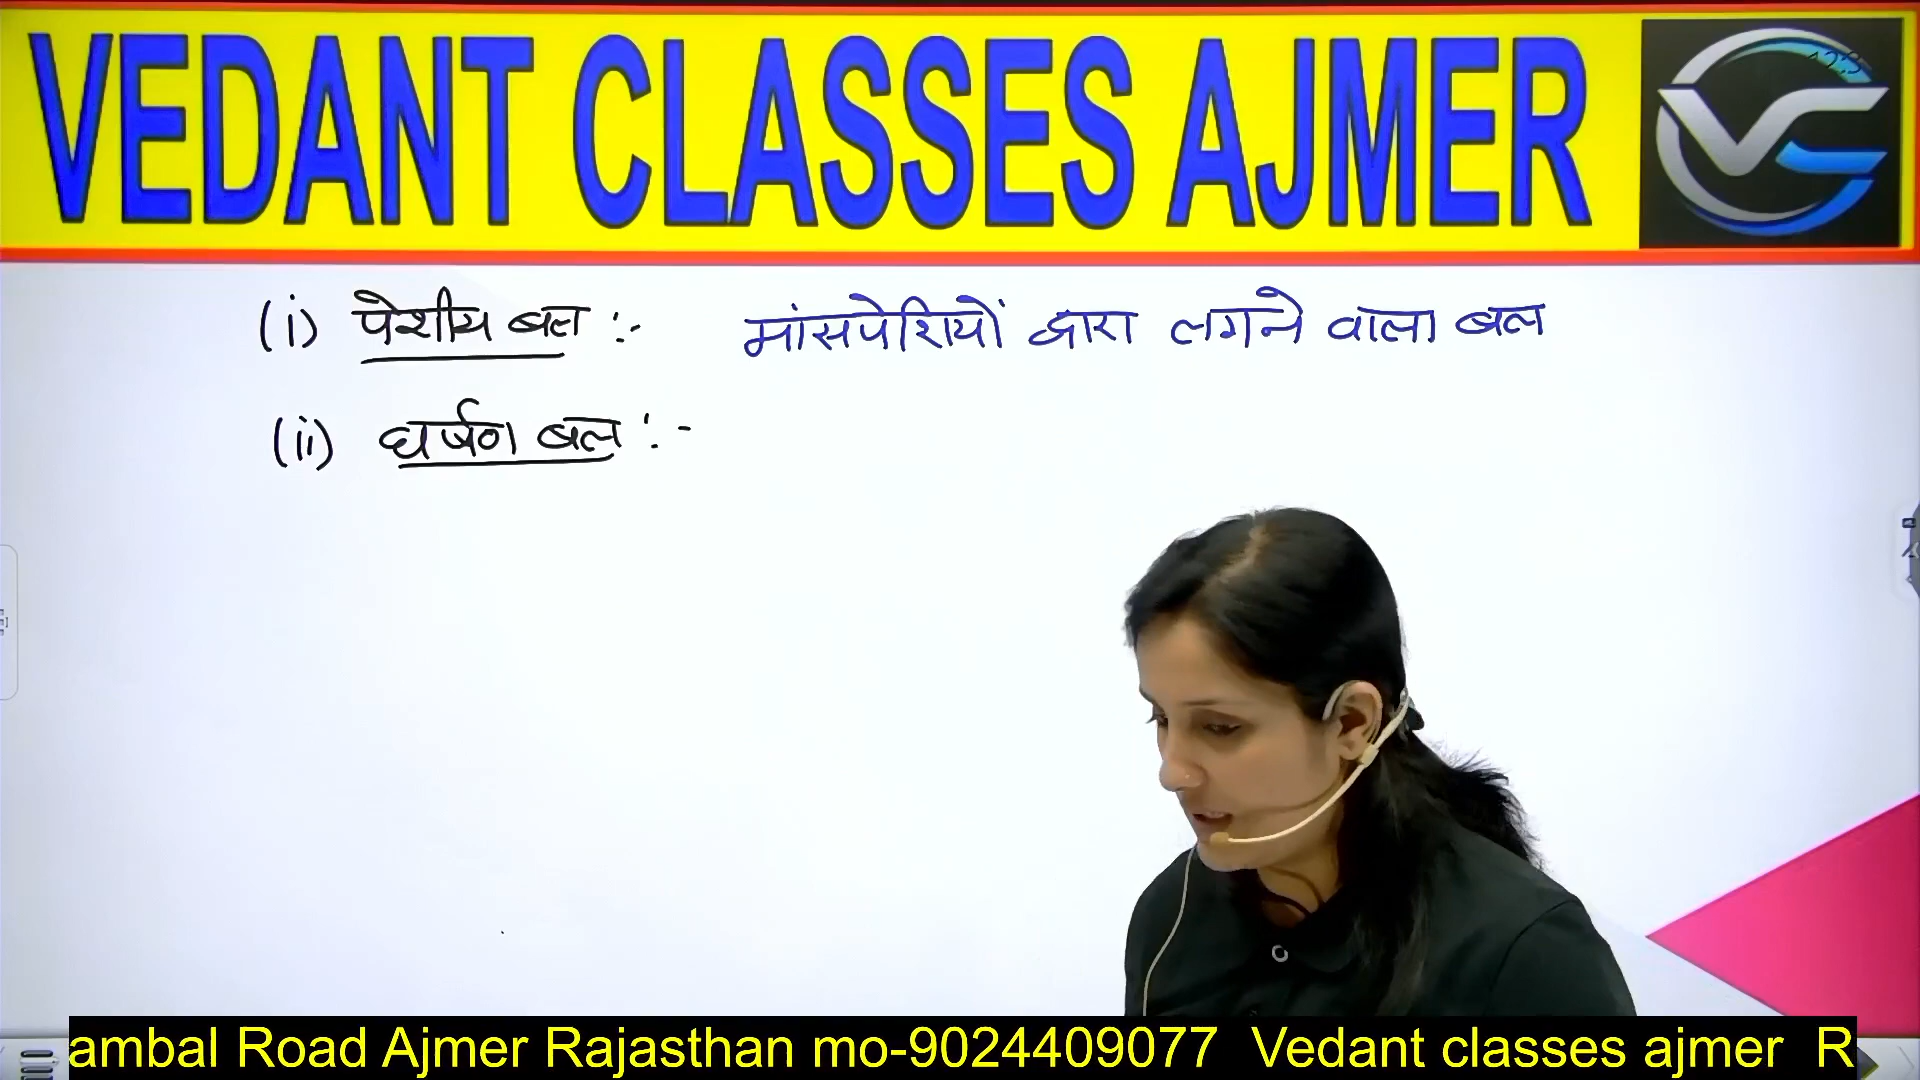 VEDANT CLASSES AJMER
(i) पेशीय बल :- मांसपेशियों द्वारा लगने वाला बल
(ii) घर्षण बल :-
ambal Road Ajmer Rajasthan mo-9024409077 Vedant classes ajmer R